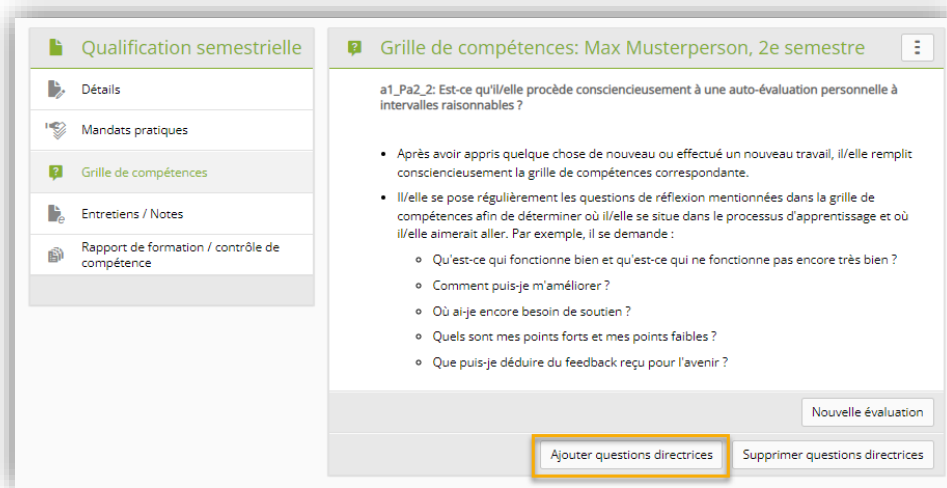 Qualification semestrielle
Détails
Mandats pratiques
Grille de compétences
Entretiens / Notes
Rapport de formation / contrôle de
compétence
Grille de compétences: Max Musterperson, 2e semestre
a1_Pa2_2: Est-ce qu'il/elle procède consciencieusement à une auto-évaluation personnelle à
intervalles raisonnables ?
• Après avoir appris quelque chose de nouveau ou effectué un nouveau travail, il/elle remplit
consciencieusement la grille de compétences correspondante.
• Il/elle se pose régulièrement les questions de réflexion mentionnées dans la grille de
compétences afin de déterminer où il/elle se situe dans le processus d'apprentissage et où
il/elle aimerait aller. Par exemple, il se demande :
Qu'est-ce qui fonctionne bien et qu'est-ce qui ne fonctionne pas encore très bien ?
Comment puis-je m'améliorer ?
Où ai-je encore besoin de soutien ?
Quels sont mes points forts et mes points faibles ?
Que puis-je déduire du feedback reçu pour l'avenir ?
Nouvelle évaluation
Ajouter questions directrices
Supprimer questions directrices